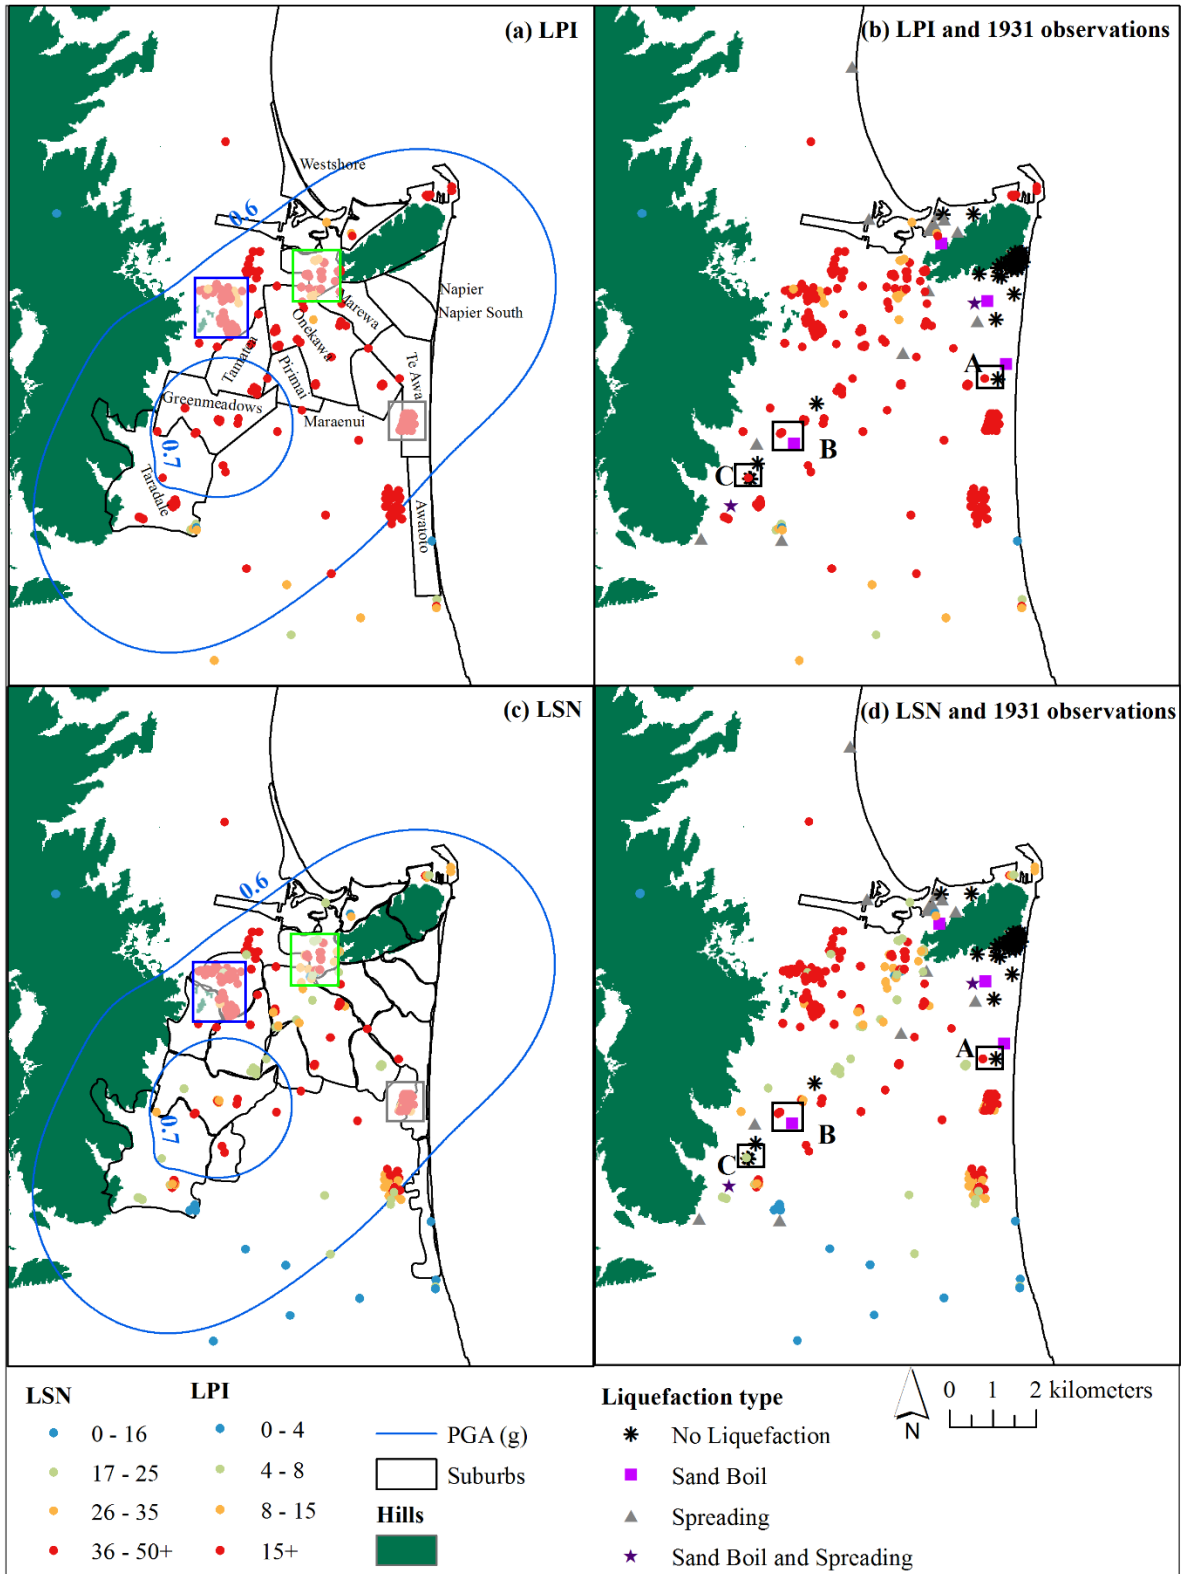 (a) LPI
Westshore
0.6
Napier
Napier South
Marewa
Onekawa
Tamatea
Pirimai
Te Awa
Greenmeadows
Maraenui
0.7
Taradale
Awatoto
(b) LPI and 1931 observations
A
B
C
(c) LSN
0.6
0.7
(d) LSN and 1931 observations
A
B
C
LSN
0 - 16
17 - 25
26 - 35
36 - 50+
LPI
0 - 4
4 - 8
8 - 15
15+
PGA (g)
Suburbs
Hills
Liquefaction type
No Liquefaction
Sand Boil
Spreading
Sand Boil and Spreading
N
0 1 2 kilometers